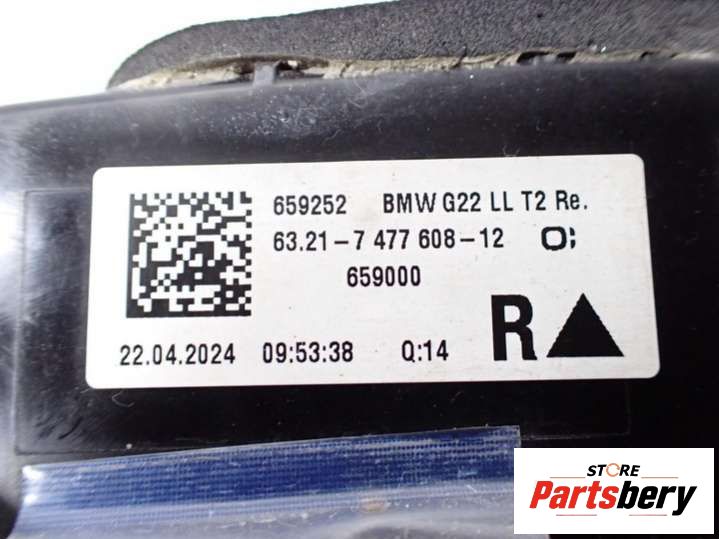 659252 BMW G22 LL T2 Re.
63.21-7 477 608-12 O;
659000
22.04.2024 09:53:38 Q:14 R
STORE
Partsbery